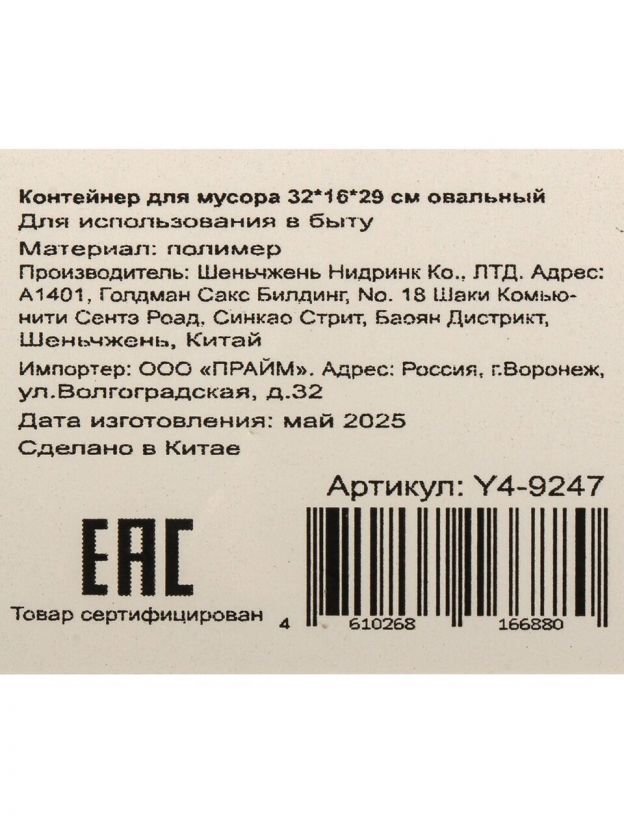 Контейнер для мусора 32*16*29 см овальный
Для использования в быту
Материал: полимер
Производитель: Шеньчжень Нидринк Ко., ЛТД. Адрес:
А1401, Голдман Сакс Билдинг, No. 18 Шаки Комью-
нити Сентэ Роад, Синкао Стрит, Баоян Дистрикт,
Шеньчжень, Китай
Импортер: ООО «ПРАЙМ». Адрес: Россия, г.Воронеж,
ул.Волгоградская, д.32
Дата изготовления: май 2025
Сделано в Китае
Артикул: Y4-9247
EAC
Товар сертифицирован
4 610268 166880